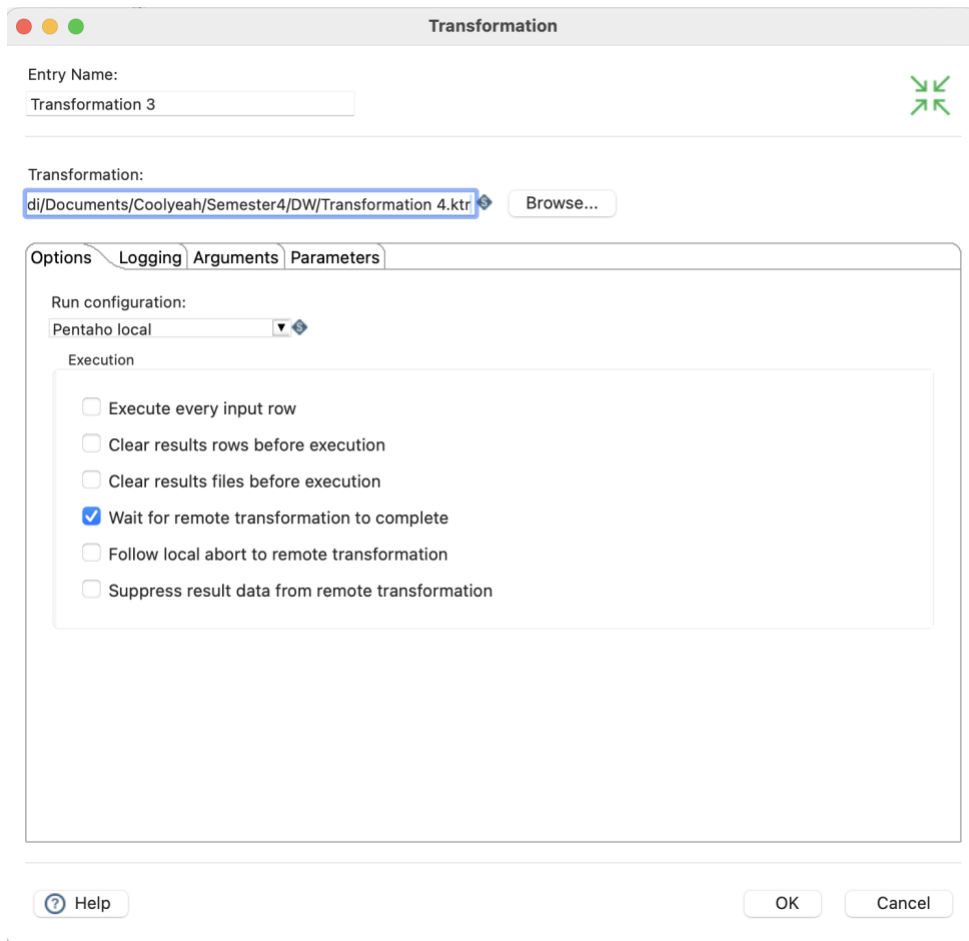 Transformation
Entry Name:
Transformation 3
Transformation:
di/Documents/Coolyeah/Semester4/DW/Transformation 4.ktr
Browse...
Options Logging Arguments Parameters
Run configuration:
Pentaho local
Execution
Execute every input row
Clear results rows before execution
Clear results files before execution
Wait for remote transformation to complete
Follow local abort to remote transformation
Suppress result data from remote transformation
Help OK Cancel